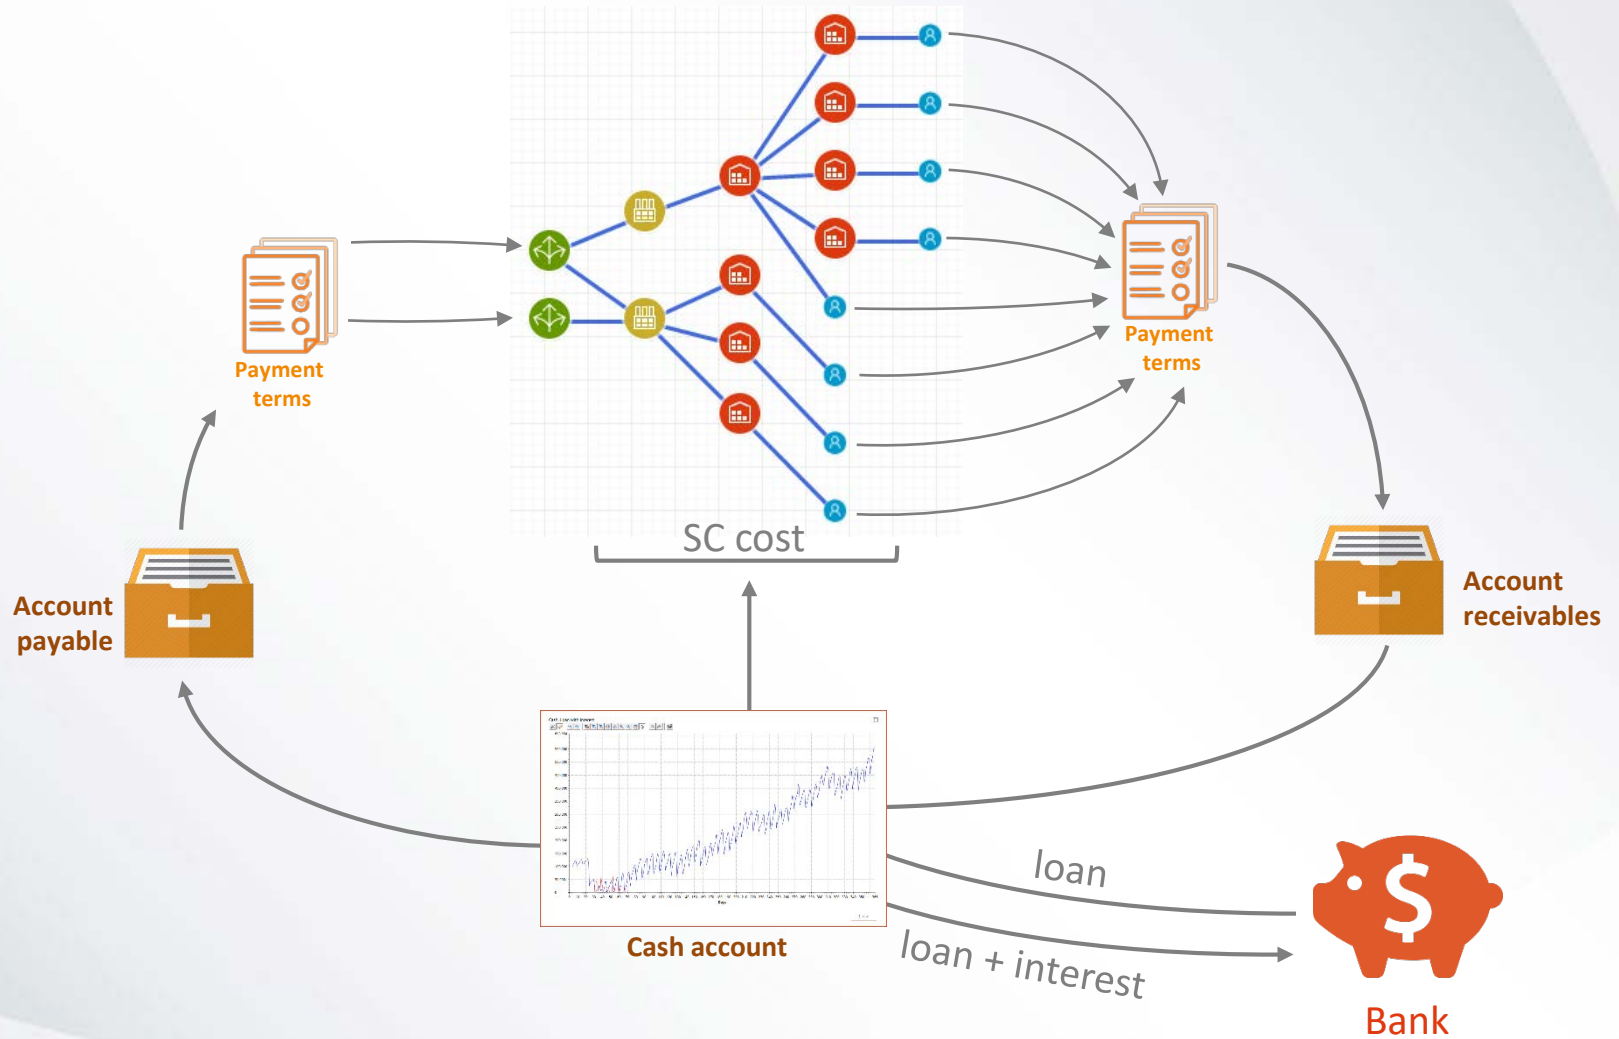 Payment
terms
Payment
terms
SC cost
Account
payable
Account
receivables
Cash account
loan
loan + interest
Bank